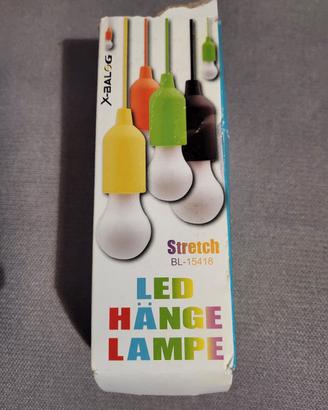 X-BALOG
Stretch
BL-15418
LED
HÄNGE
LAMPE